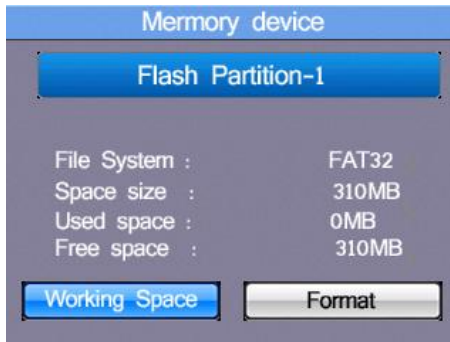 Mermory device
Flash Partition-1
File System : FAT32
Space size : 310MB
Used space : 0MB
Free space : 310MB
Working Space Format